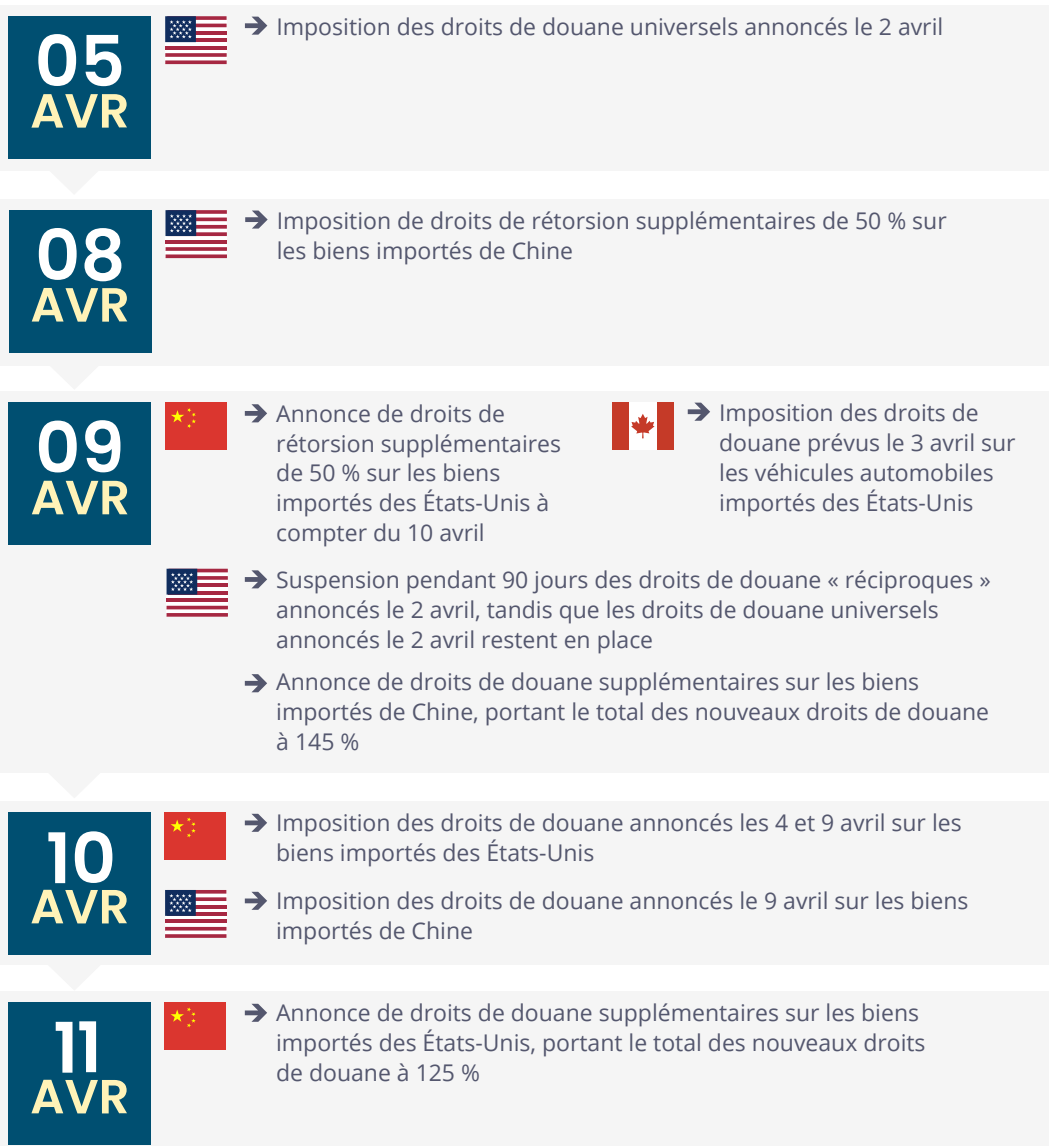 05
AVR
Imposition des droits de douane universels annoncés le 2 avril
08
AVR
Imposition de droits de rétorsion supplémentaires de 50 % sur
les biens importés de Chine
09
AVR
Annonce de droits de
rétorsion supplémentaires
de 50 % sur les biens
importés des États-Unis à
compter du 10 avril
Imposition des droits de
douane prévus le 3 avril sur
les véhicules automobiles
importés des États-Unis
Suspension pendant 90 jours des droits de douane « réciproques »
annoncés le 2 avril, tandis que les droits de douane universels
annoncés le 2 avril restent en place
Annonce de droits de douane supplémentaires sur les biens
importés de Chine, portant le total des nouveaux droits de douane
à 145 %
10
AVR
Imposition des droits de douane annoncés les 4 et 9 avril sur les
biens importés des États-Unis
Imposition des droits de douane annoncés le 9 avril sur les biens
importés de Chine
11
AVR
Annonce de droits de douane supplémentaires sur les biens
importés des États-Unis, portant le total des nouveaux droits
de douane à 125 %